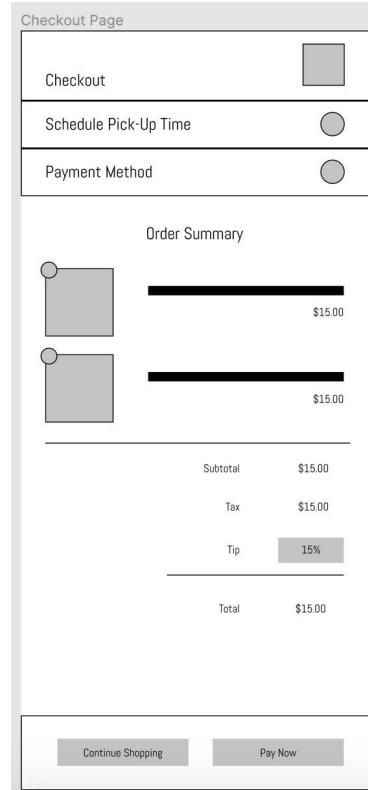 Checkout Page
Checkout
Schedule Pick-Up Time
Payment Method
Order Summary
$15.00
$15.00
Subtotal $15.00
Tax $15.00
Tip 15%
Total $15.00
Continue Shopping Pay Now